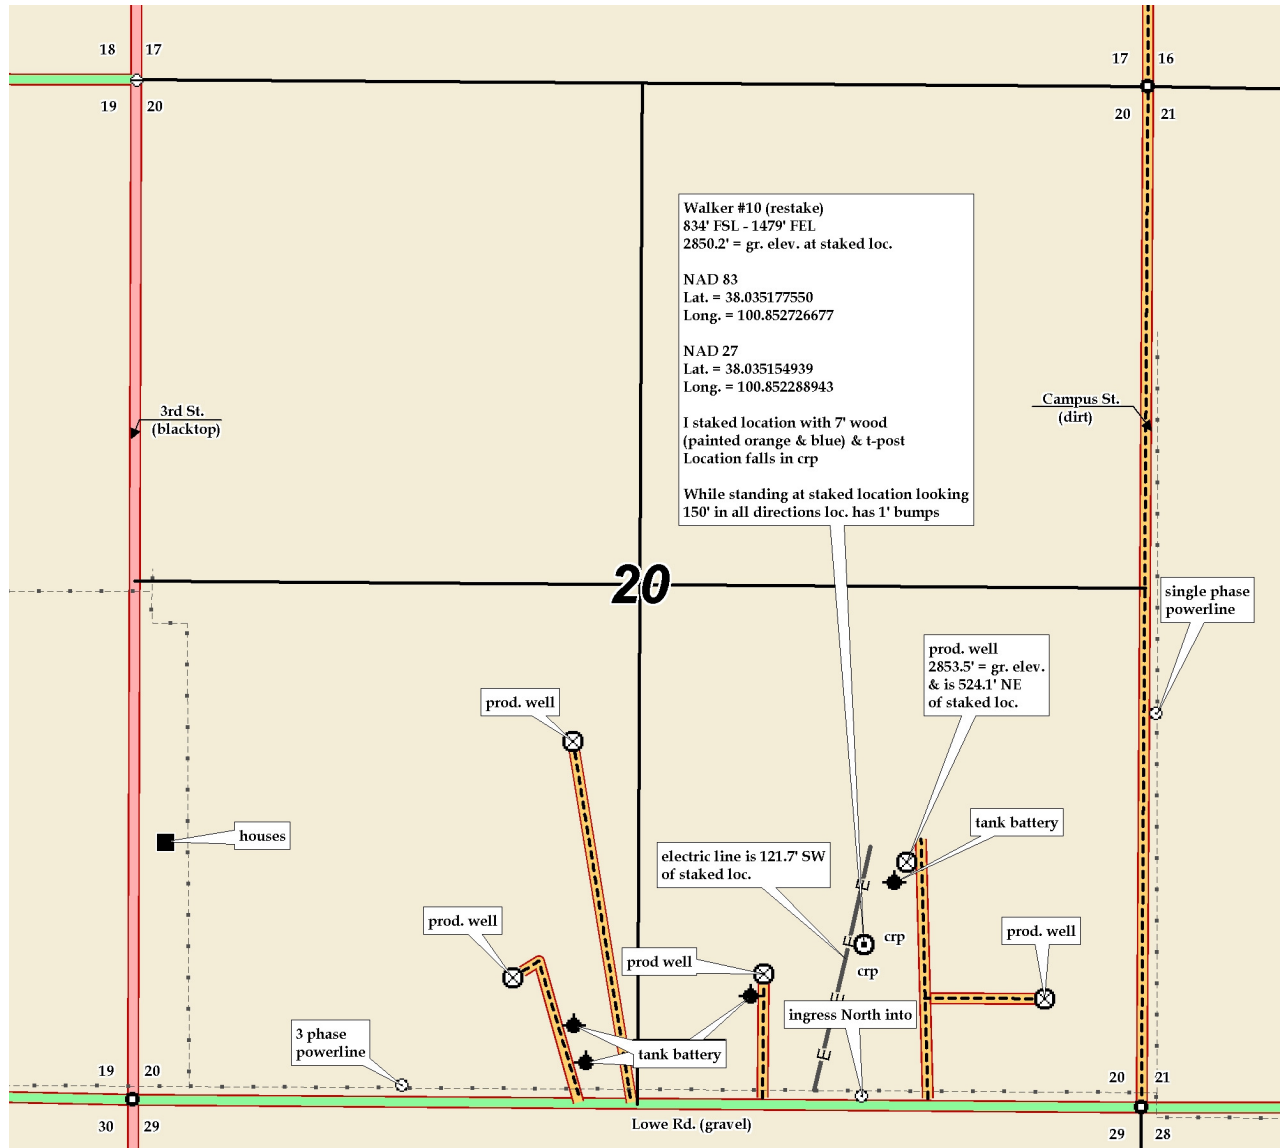 18 17
17 16
19 20
20 21
Walker #10 (restake)
834' FSL - 1479' FEL
2850.2' = gr. elev. at staked loc.
NAD 83
Lat. = 38.035177550
Long. = 100.852726677
NAD 27
Lat. = 38.035154939
Long. = 100.852288943
I staked location with 7' wood
(painted orange & blue) & t-post
Location falls in crp
While standing at staked location looking
150' in all directions loc. has 1' bumps
3rd St.
(blacktop)
Campus St.
(dirt)
20
single phase
powerline
prod. well
2853.5' = gr. elev.
& is 524.1' NE
of staked loc.
prod. well
tank battery
houses
electric line is 121.7' SW
of staked loc.
E
prod. well
prod. well
E
crp
prod well
crp
E
ingress North into
3 phase
powerline
tank battery
E
19 20
20 21
30 29
Lowe Rd. (gravel)
29 28